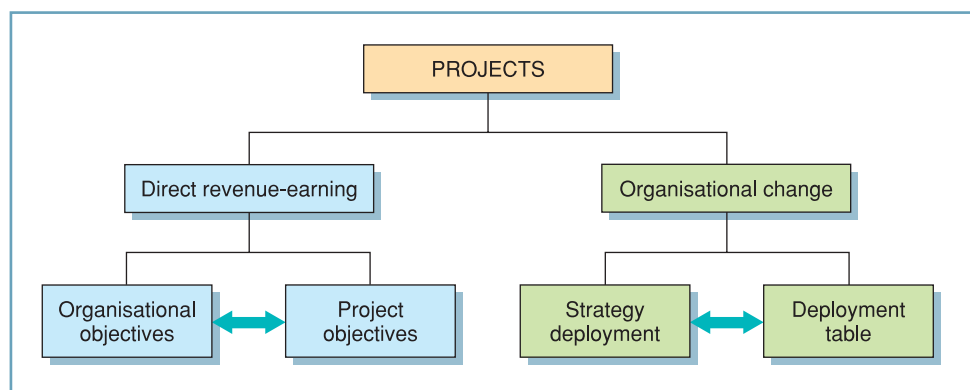 PROJECTS
Direct revenue-earning
Organisational change
Organisational
objectives
Project
objectives
Strategy
deployment
Deployment
table